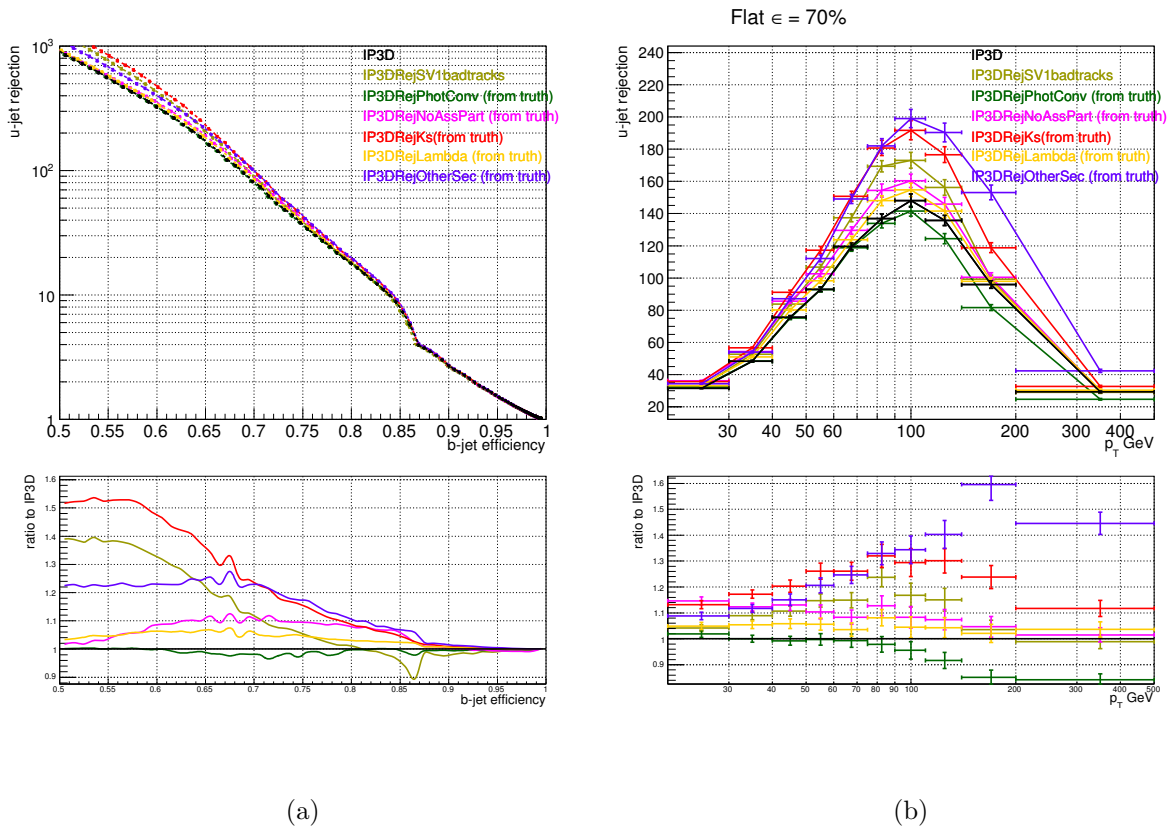 Flat ϵ = 70%
u-jet rejection
10³
10²
10
1
IP3D
IP3DRejSV1badtracks
IP3DRejPhotConv (from truth)
IP3DRejNoAssPart (from truth)
IP3DRejKs(from truth)
IP3DRejLambda (from truth)
IP3DRejOtherSec (from truth)
0.5 0.55 0.6 0.65 0.7 0.75 0.8 0.85 0.9 0.95 1
b-jet efficiency
u-jet rejection
240
220
200
180
160
140
120
100
80
60
40
20
IP3D
IP3DRejSV1badtracks
IP3DRejPhotConv (from truth)
IP3DRejNoAssPart (from truth)
IP3DRejKs(from truth)
IP3DRejLambda (from truth)
IP3DRejOtherSec (from truth)
30 40 50 60 100 200 300 400
p_T GeV
ratio to IP3D
1.6
1.5
1.4
1.3
1.2
1.1
1
0.9
0.5 0.55 0.6 0.65 0.7 0.75 0.8 0.85 0.9 0.95 1
b-jet efficiency
ratio to IP3D
1.6
1.5
1.4
1.3
1.2
1.1
1
0.9
30 40 50 60 70 80 90 100 200 300 400 500
p_T GeV
(a)
(b)